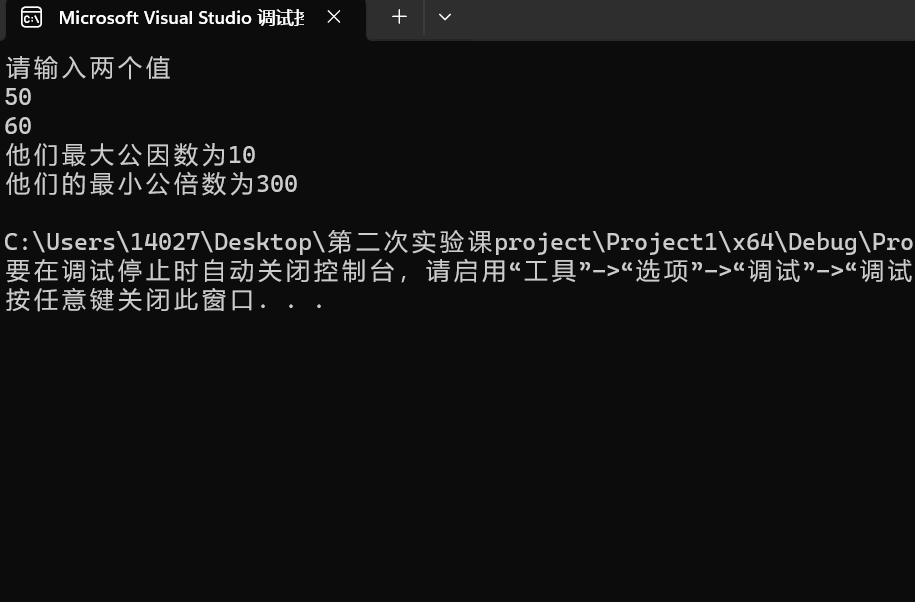 Microsoft Visual Studio 调试
请输入两个值
50
60
他们最大公因数为10
他们的最小公倍数为300
C:\Users\14027\Desktop\第二次实验课project\Project1\x64\Debug\Pro
要在调试停止时自动关闭控制台，请启用“工具”->“选项”->“调试”->“调试
按任意键关闭此窗口. . .